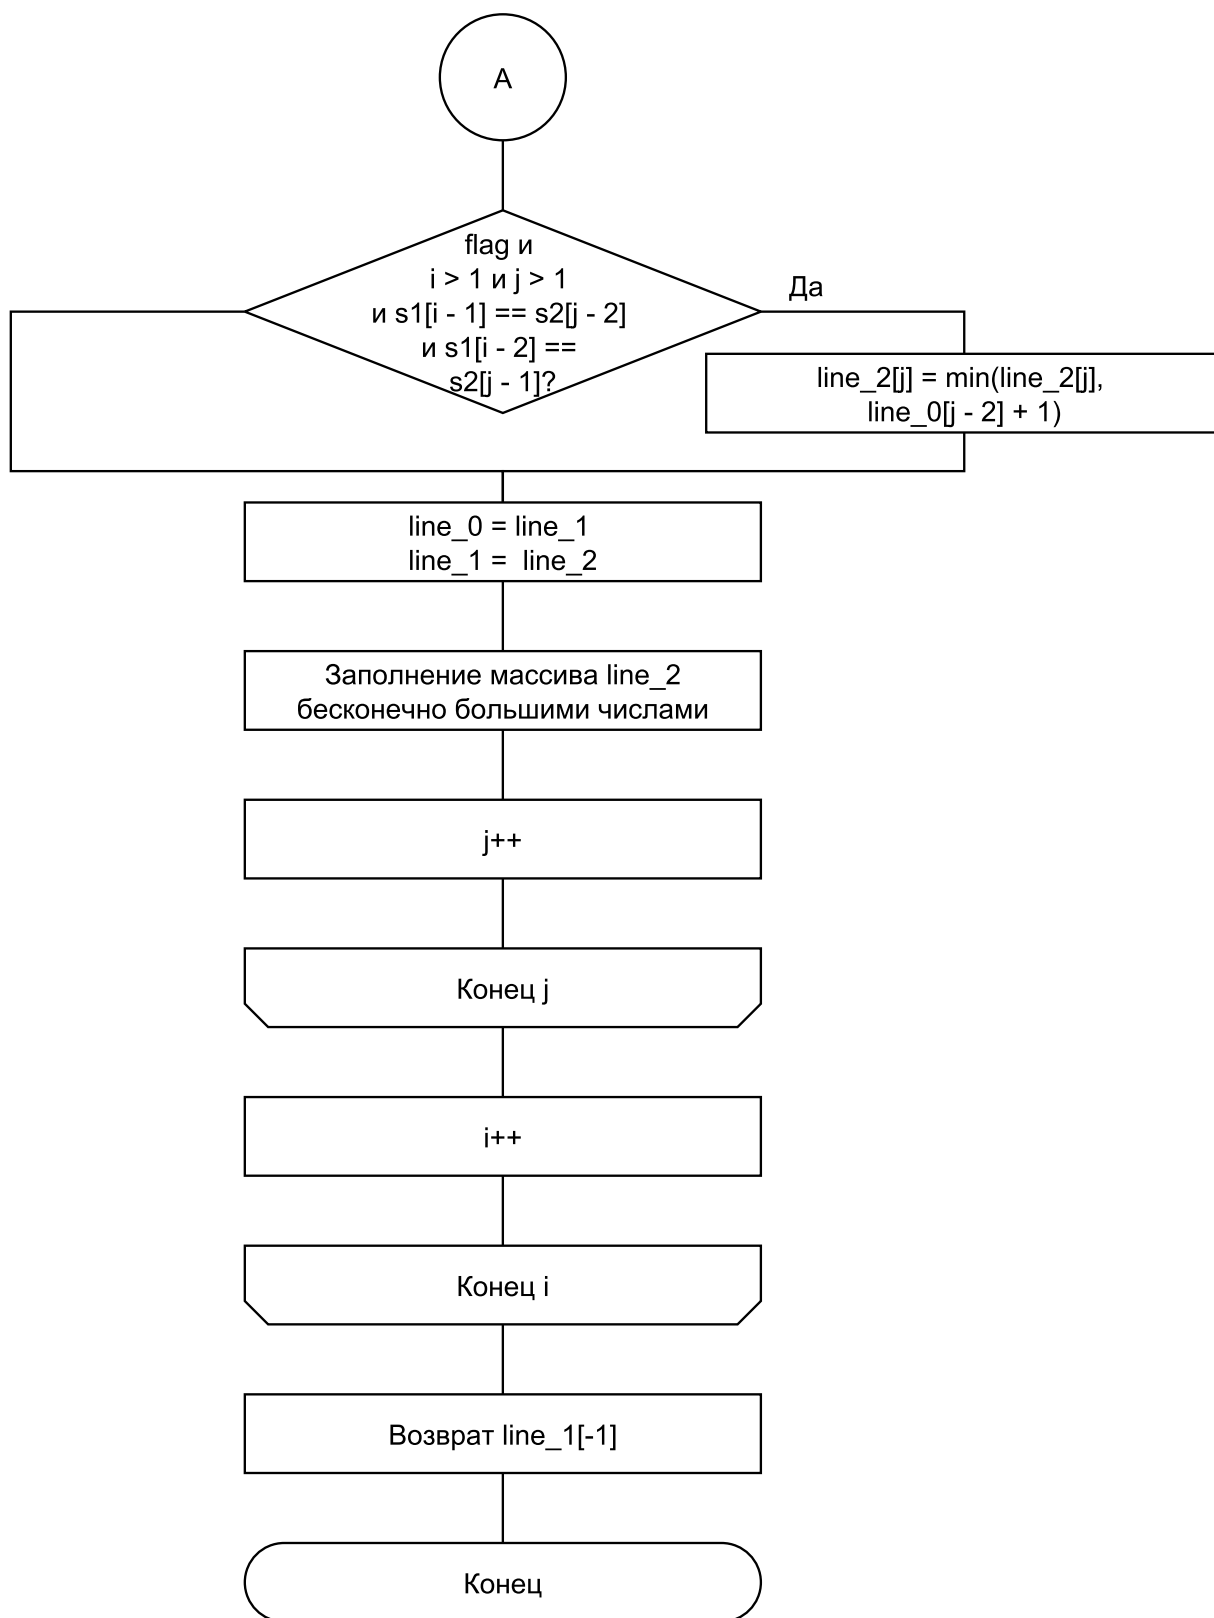 A
flag и
i > 1 и j > 1
и s1[i - 1] == s2[j - 2]
и s1[i - 2] ==
s2[j - 1]?
Да
line_2[j] = min(line_2[j],
line_0[j - 2] + 1)
line_0 = line_1
line_1 =  line_2
Заполнение массива line_2
бесконечно большими числами
j++
Конец j
i++
Конец i
Возврат line_1[-1]
Конец